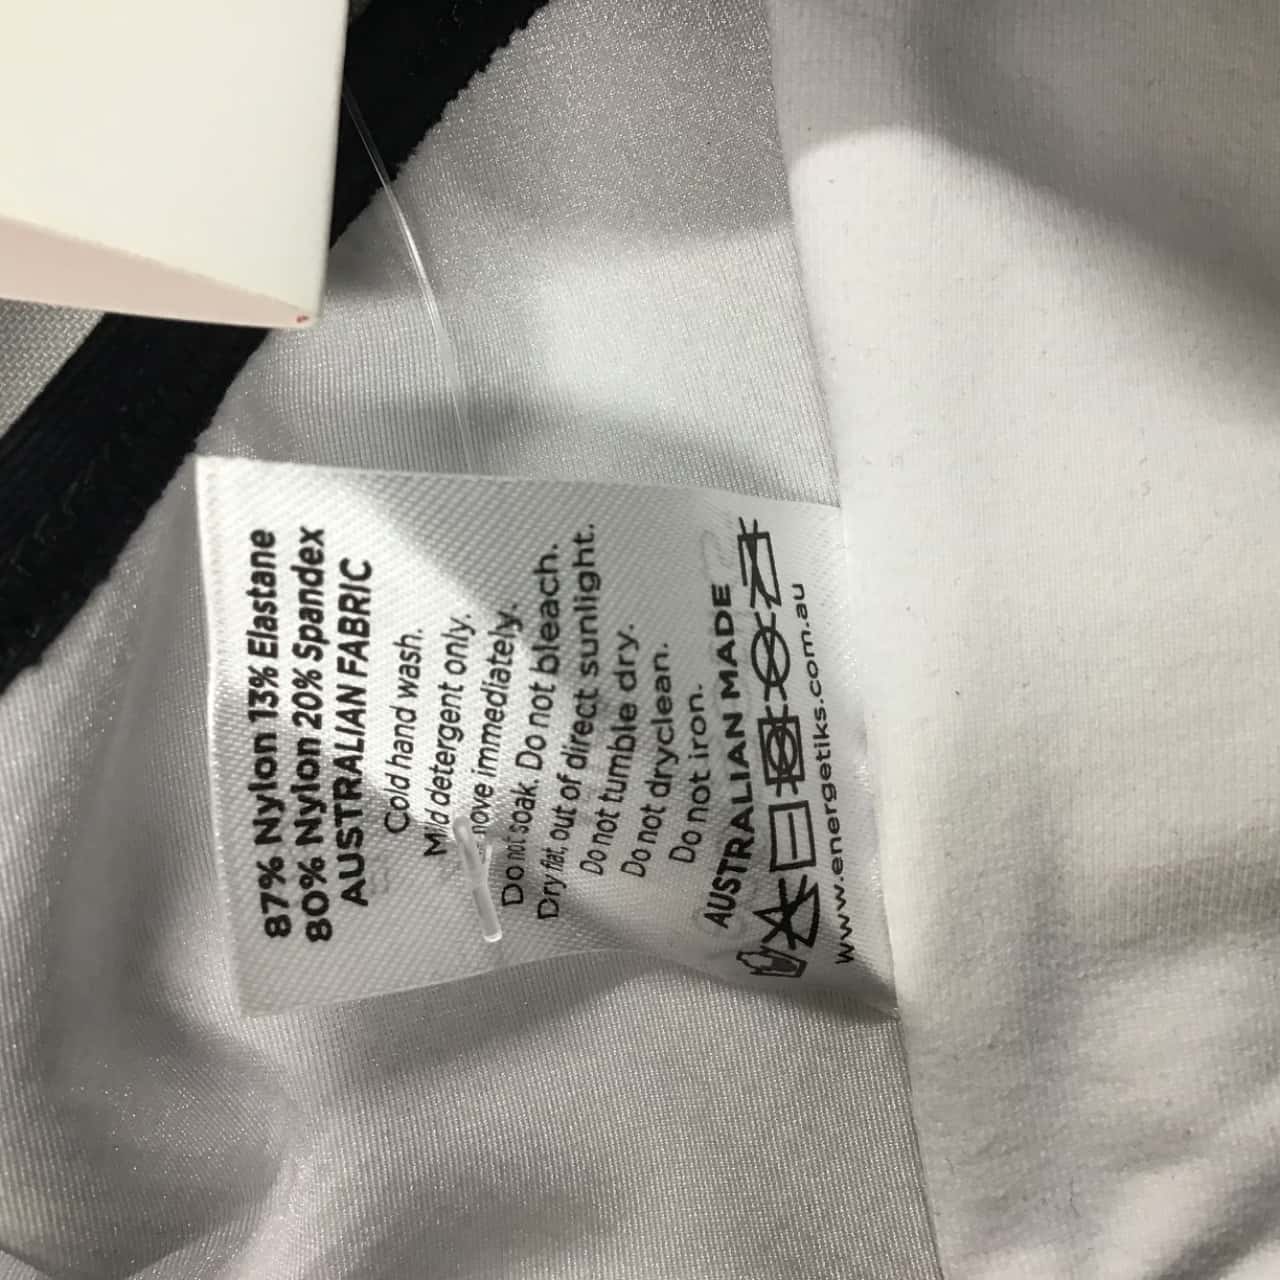 87% Nylon 13% Elastane
80% Nylon 20% Spandex
AUSTRALIAN FABRIC
Cold hand wash.
Mild detergent only.
move immediately.
Do not soak. Do not bleach.
Dry flat, out of direct sunlight.
Do not tumble dry.
Do not dryclean.
Do not iron.
AUSTRALIAN MADE
www.energetiks.com.au